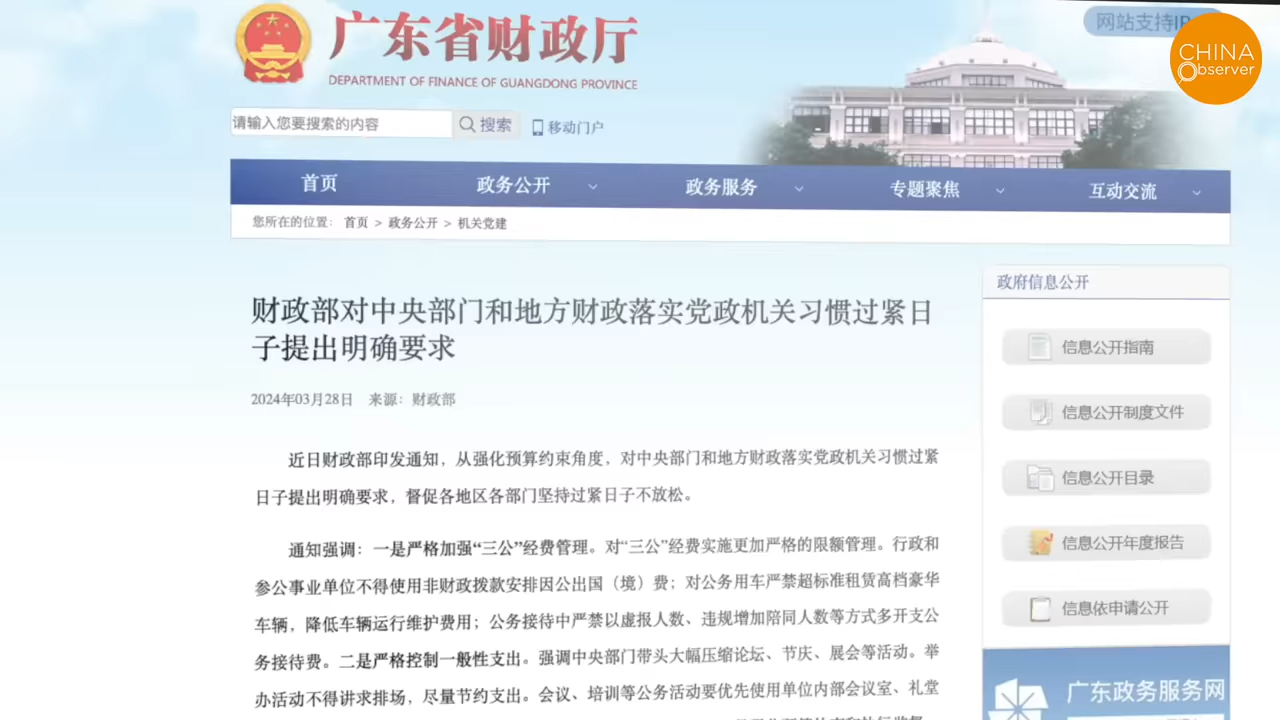 广东省财政厅
DEPARTMENT OF FINANCE OF GUANGDONG PROVINCE
网站支持IP
CHINA
Observer
请输入您要搜索的内容
搜索
移动门户
首页
政务公开
政务服务
专题聚焦
互动交流
您所在的位置: 首页 > 政务公开 > 机关党建
财政部对中央部门和地方财政落实党政机关习惯过紧日
子提出明确要求
2024年03月28日 来源: 财政部
近日财政部印发通知,从强化预算约束角度,对中央部门和地方财政落实党政机关习惯过紧
日子提出明确要求,督促各地区各部门坚持过紧日子不放松。
通知强调:一是严格加强“三公”经费管理。对“三公”经费实施更加严格的限额管理。行政和
参公事业单位不得使用非财政拨款安排因公出国(境)费;对公务用车严禁超标准租赁高档豪华
车辆,降低车辆运行维护费用;公务接待中严禁以虚报人数、违规增加陪同人数等方式多开支公
务接待费。二是严格控制一般性支出。强调中央部门带头大幅压缩论坛、节庆、展会等活动。举
办活动不得讲求排场,尽量节约支出。会议、培训等公务活动要优先使用单位内部会议室、礼堂
政府信息公开
信息公开指南
信息公开制度文件
信息公开目录
信息公开年度报告
信息依申请公开
广东政务服务网